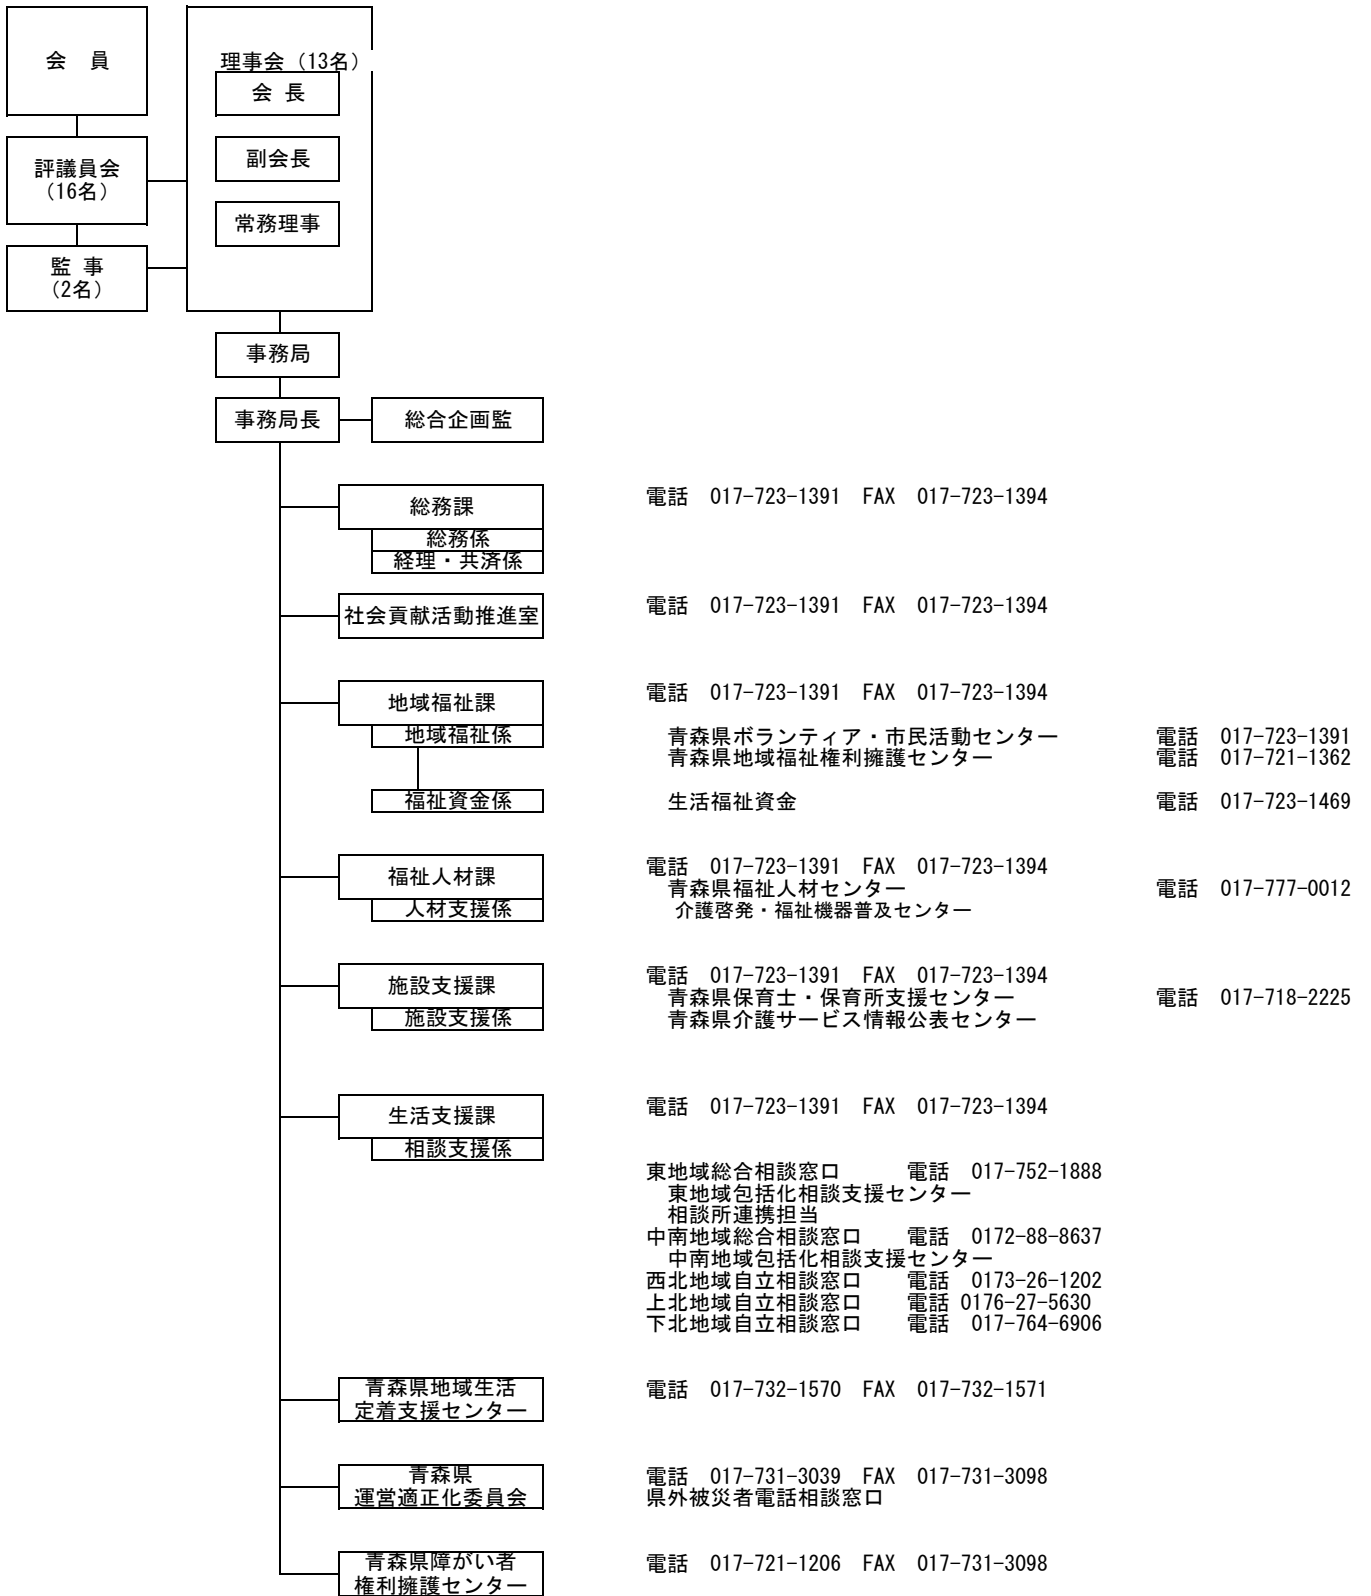 会　員
評議員会
（16名）
監 事
（2名）
理事会（13名）
会 長
副会長
常務理事
事務局
事務局長
総合企画監
総務課
電話　017-723-1391　FAX　017-723-1394
総務係
経理・共済係
社会貢献活動推進室
電話　017-723-1391　FAX　017-723-1394
地域福祉課
電話　017-723-1391　FAX　017-723-1394
地域福祉係
青森県ボランティア・市民活動センター　電話　017-723-1391
青森県地域福祉権利擁護センター　電話　017-721-1362
福祉資金係
生活福祉資金　電話　017-723-1469
福祉人材課
電話　017-723-1391　FAX　017-723-1394
人材支援係
青森県福祉人材センター　電話　017-777-0012
介護啓発・福祉機器普及センター
施設支援課
電話　017-723-1391　FAX　017-723-1394
施設支援係
青森県保育士・保育所支援センター　電話　017-718-2225
青森県介護サービス情報公表センター
生活支援課
電話　017-723-1391　FAX　017-723-1394
相談支援係
東地域総合相談窓口　電話　017-752-1888
東地域包括化相談支援センター
相談所連携担当
中南地域総合相談窓口　電話　0172-88-8637
中南地域包括化相談支援センター
西北地域自立相談窓口　電話　0173-26-1202
上北地域自立相談窓口　電話 0176-27-5630
下北地域自立相談窓口　電話　017-764-6906
青森県地域生活
定着支援センター
電話　017-732-1570　FAX　017-732-1571
青森県
運営適正化委員会
電話　017-731-3039　FAX　017-731-3098
県外被災者電話相談窓口
青森県障がい者
権利擁護センター
電話　017-721-1206　FAX　017-731-3098